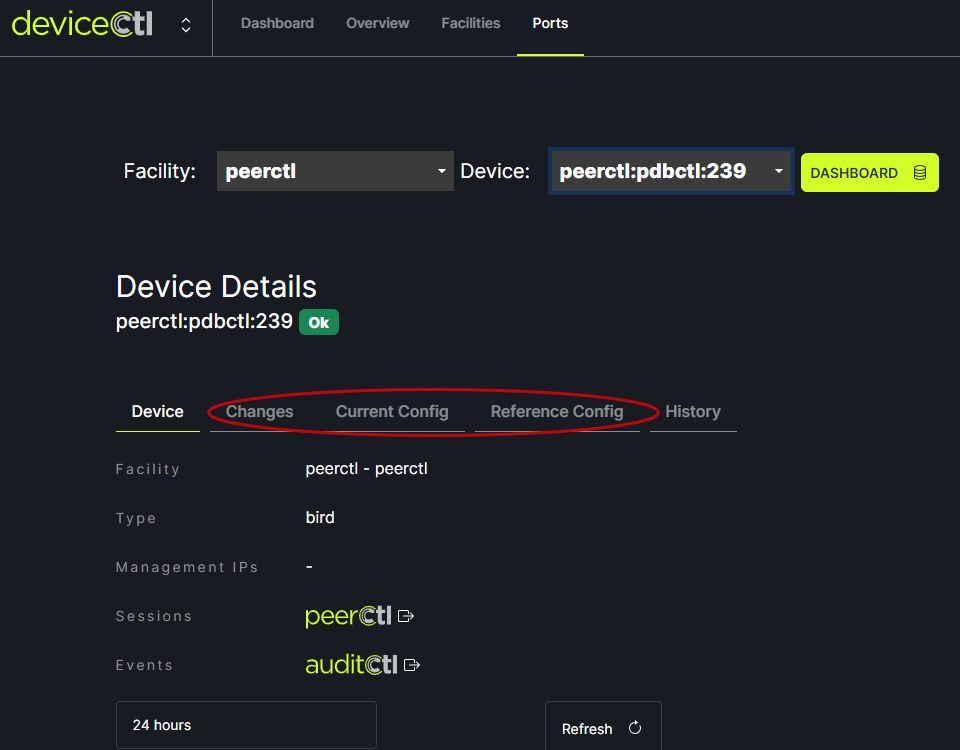 devicectl Dashboard Overview Facilities Ports
Facility: peerctl Device: peerctl:pdbctl:239 DASHBOARD
Device Details
peerctl:pdbctl:239 Ok
Device Changes Current Config Reference Config History
Facility peerctl - peerctl
Type bird
Management IPs -
Sessions peerctl
Events auditctl
24 hours Refresh